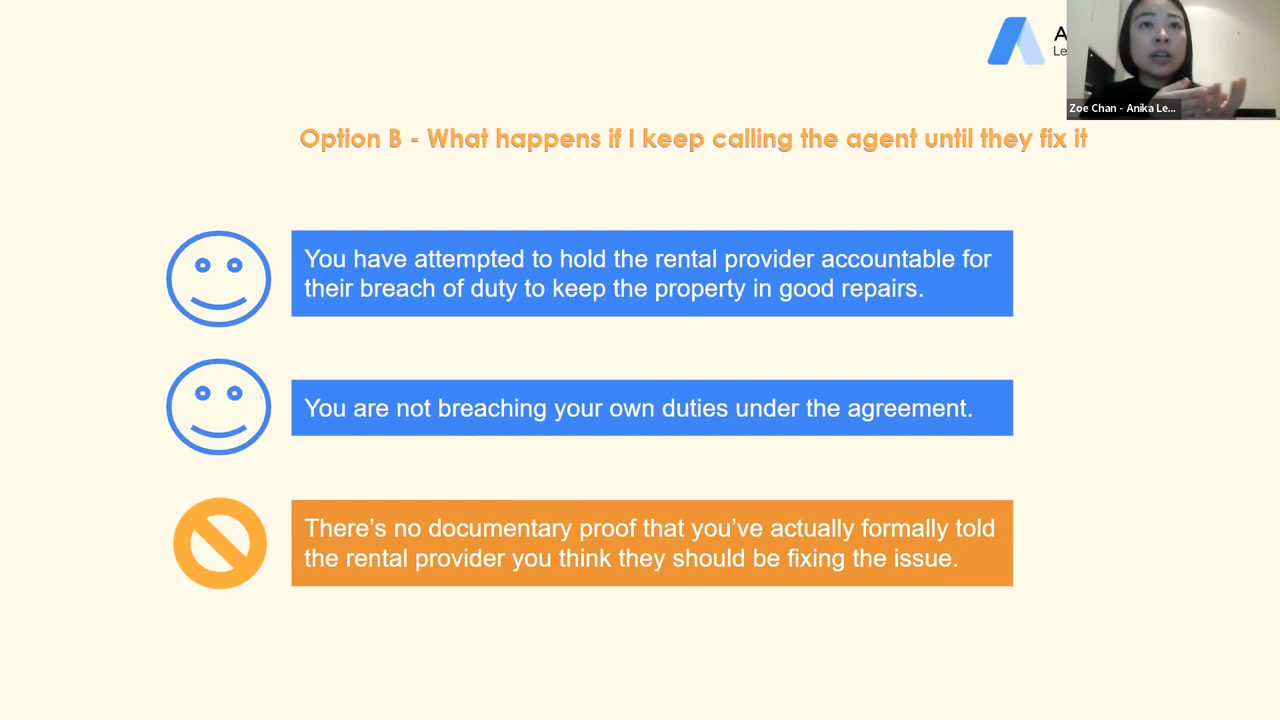 A
Le
Zoe Chan - Anika Le...
Option B - What happens if I keep calling the agent until they fix it
You have attempted to hold the rental provider accountable for
their breach of duty to keep the property in good repairs.
You are not breaching your own duties under the agreement.
There’s no documentary proof that you’ve actually formally told
the rental provider you think they should be fixing the issue.